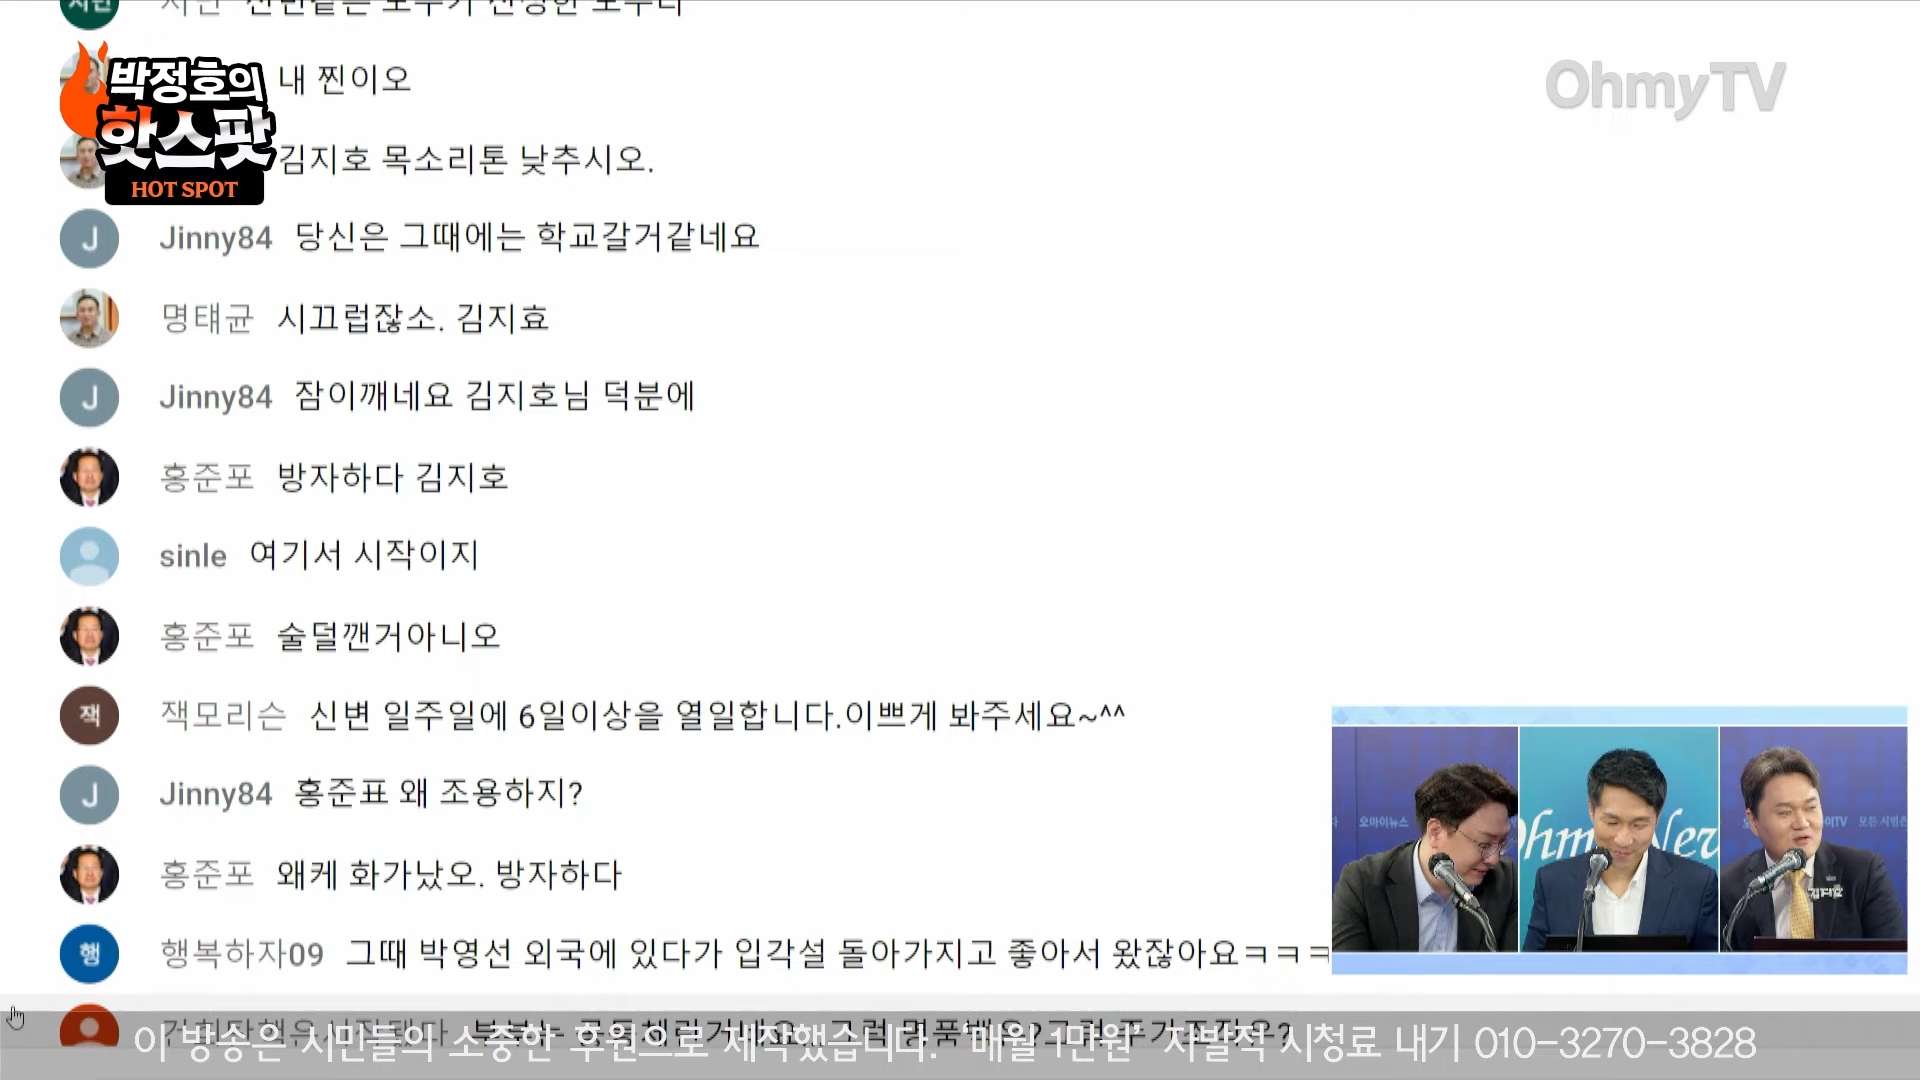 내 찐이오
박정호의
핫스팟
HOT SPOT
OhmyTV
김지호 목소리톤 낮추시오.
J Jinny84 당신은 그때에는 학교갈거같네요
명태균 시끄럽잖소. 김지효
J Jinny84 잠이깨네요 김지호님 덕분에
홍준포 방자하다 김지호
sinle 여기서 시작이지
홍준포 술덜깬거아니오
잭 잭모리슨 신변 일주일에 6일이상을 열일합니다.이쁘게 봐주세요~^^
J Jinny84 홍준표 왜 조용하지?
홍준포 왜케 화가났오. 방자하다
행 행복하자09 그때 박영선 외국에 있다가 입각설 돌아가지고 좋아서 왔잖아요ㅋㅋㅋ
오마이뉴스
이 방송은 시민들의 소중한 후원으로 제작했습니다. '매월 1만원' 자발적 시청료 내기 010-3270-3828